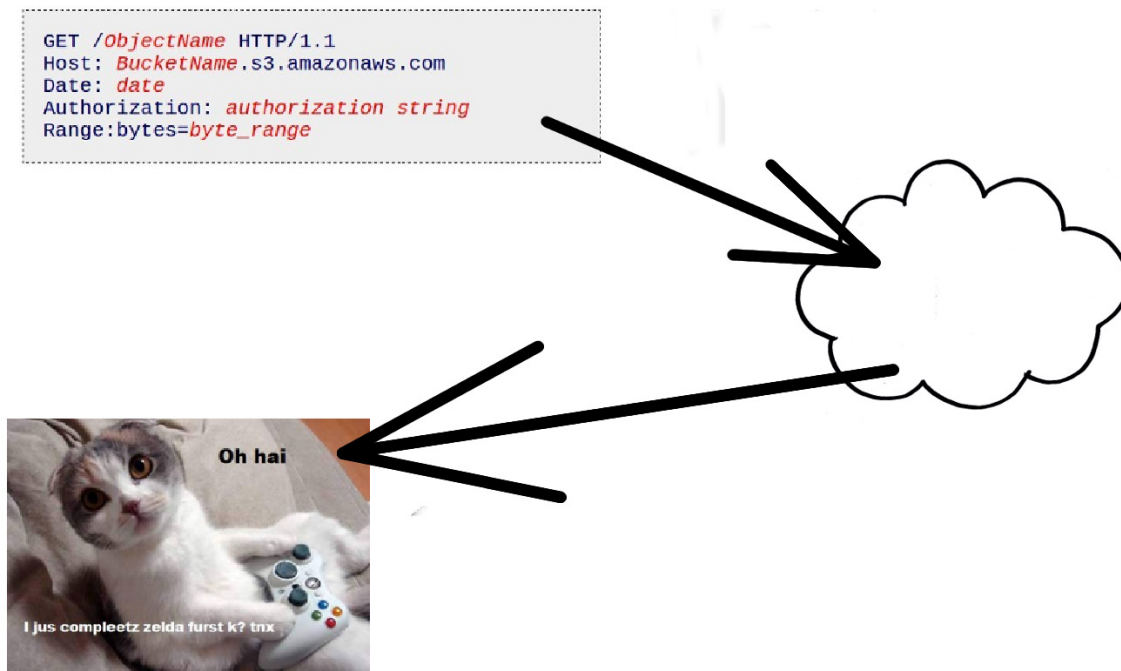 GET /ObjectName HTTP/1.1
Host: BucketName.s3.amazonaws.com
Date: date
Authorization: authorization string
Range:bytes=byte_range
Oh hai
I jus compleetz zelda furst k? tnx